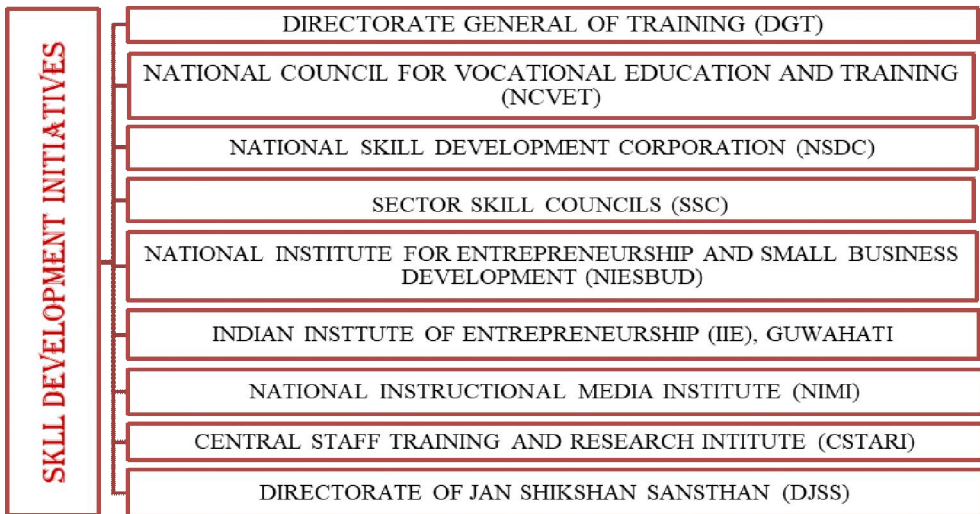 SKLL DEVELOPMENT INITIATIVES
DIRECTORATE GENERAL OF TRAINING (DGT)
NATIONAL COUNCIL FOR VOCATIONAL EDUCATION AND TRAINING
(NCVET)
NATIONAL SKILL DEVELOPMENT CORPORATION (NSDC)
SECTOR SKILL COUNCILS (SSC)
NATIONAL INSTITUTE FOR ENTREPRENEURSHIP AND SMALL BUSINESS
DEVELOPMENT (NIESBUD)
INDIAN INSTTUTE OF ENTREPRENEURSHIP (IIE), GUWAHATI
NATIONAL INSTRUCTIONAL MEDIA INSTITUTE (NIMI)
CENTRAL STAFF TRAINING AND RESEARCH INTITUTE (CSTARI)
DIRECTORATE OF JAN SHIKSHAN SANSTHAN (DJSS)